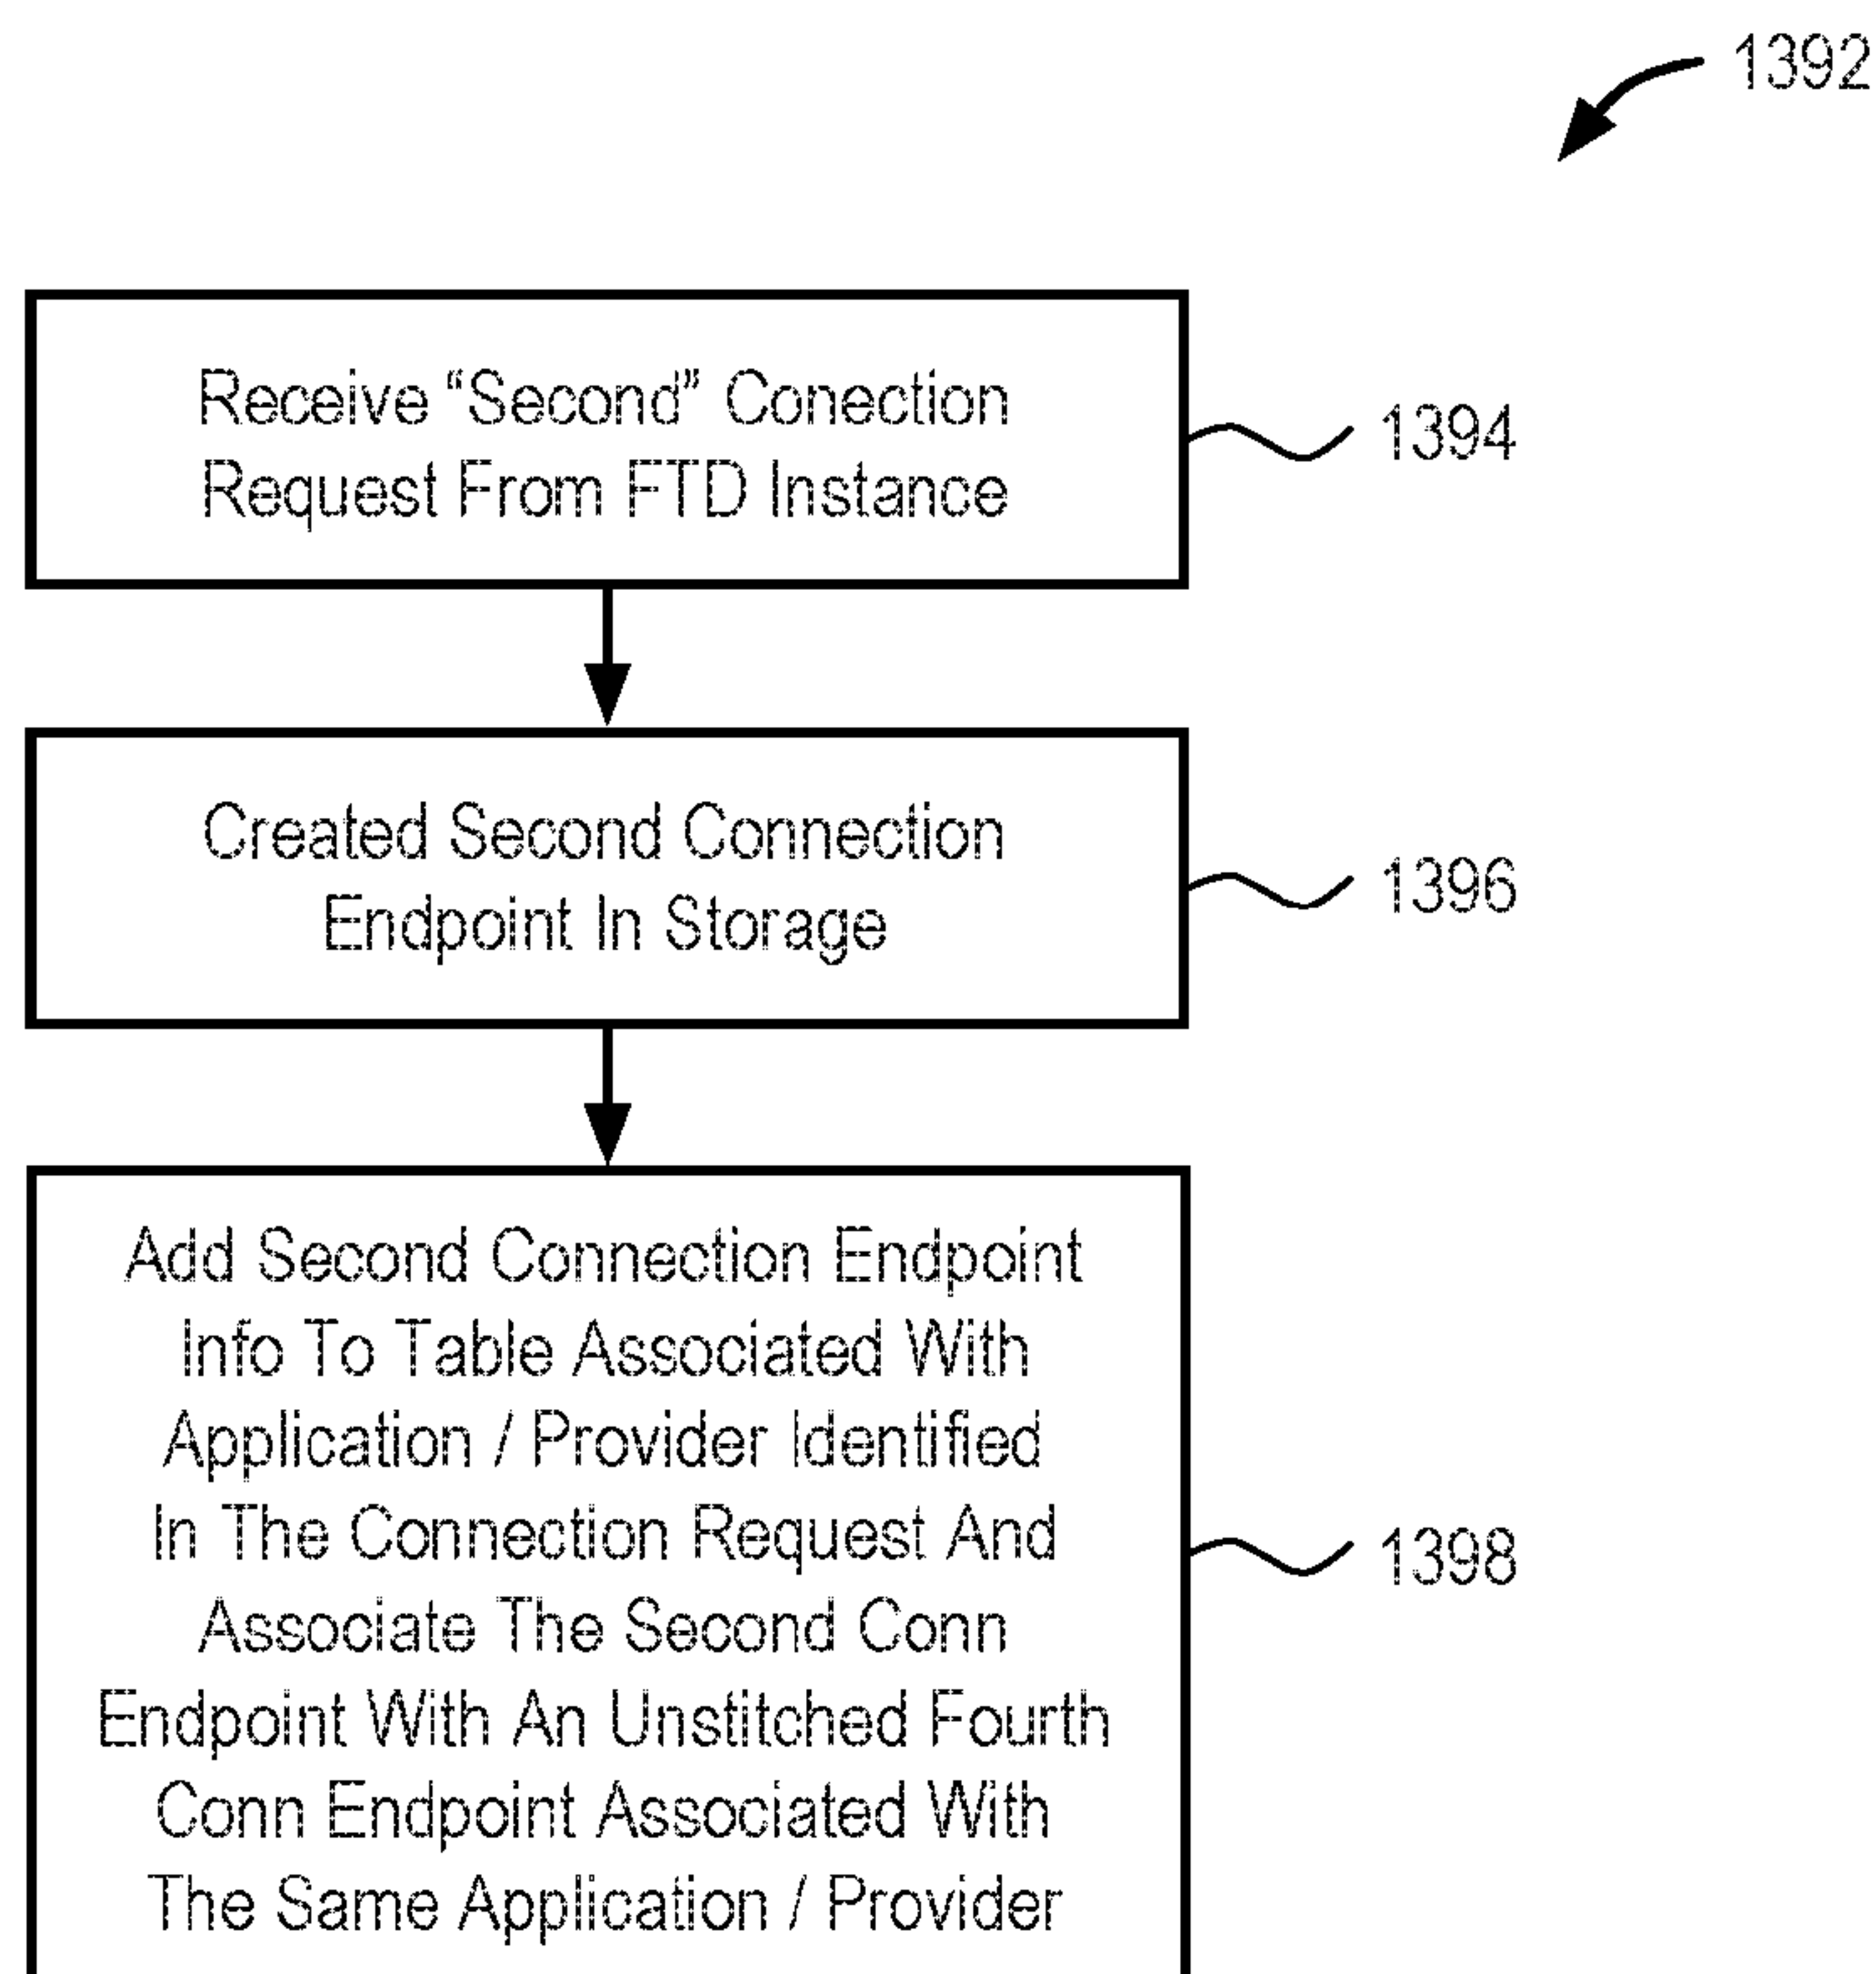 1392
Receive “Second” Conection
Request From FTD Instance
1394
Created Second Connection
Endpoint In Storage
1396
Add Second Connection Endpoint
Info To Table Associated With
Application / Provider Identified
In The Connection Request And
Associate The Second Conn
Endpoint With An Unstitched Fourth
Conn Endpoint Associated With
The Same Application / Provider
1398